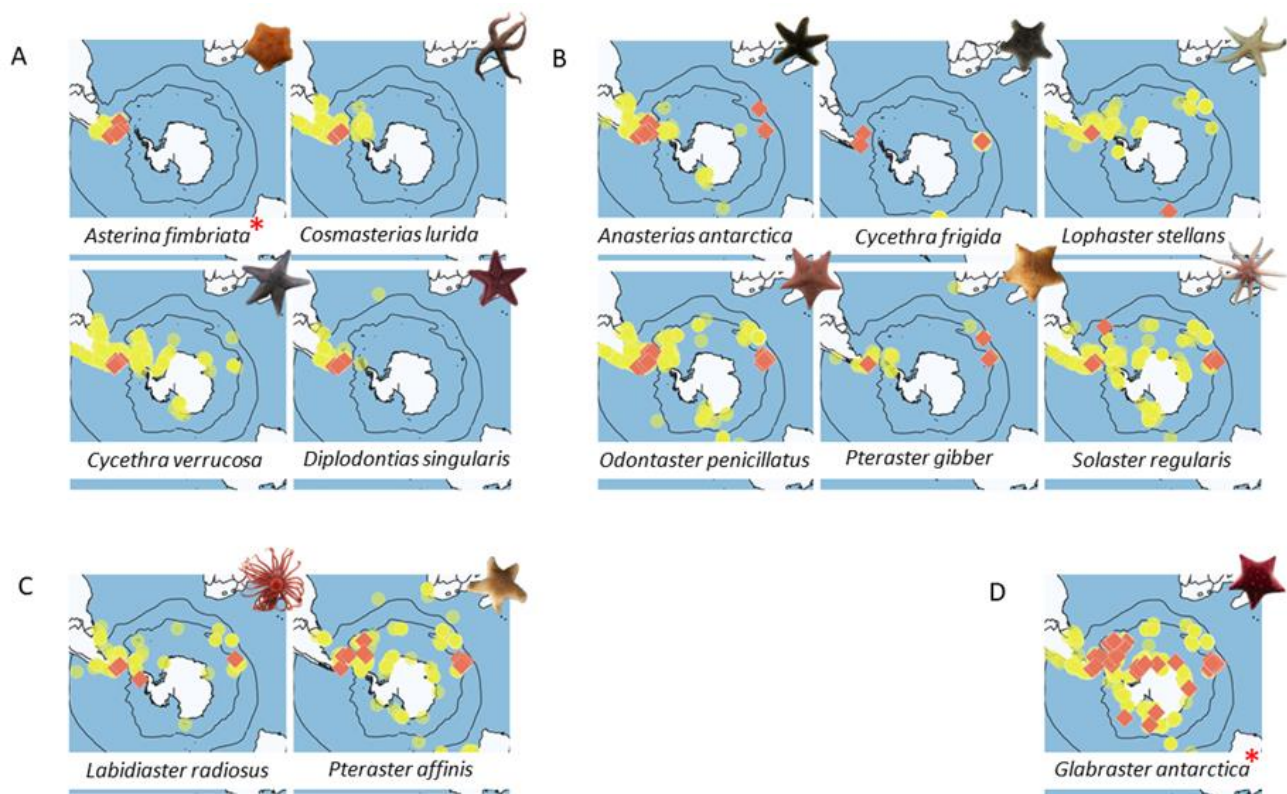 A
B
Asterina fimbriata*
Cosmasterias lurida
Anasterias antarctica
Cycethra frigida
Lophaster stellans
Cycethra verrucosa
Diplodontias singularis
Odontaster penicillatus
Pteraster gibber
Solaster regularis
C
D
Labidiaster radiosus
Pteraster affinis
Glabraster antarctica*